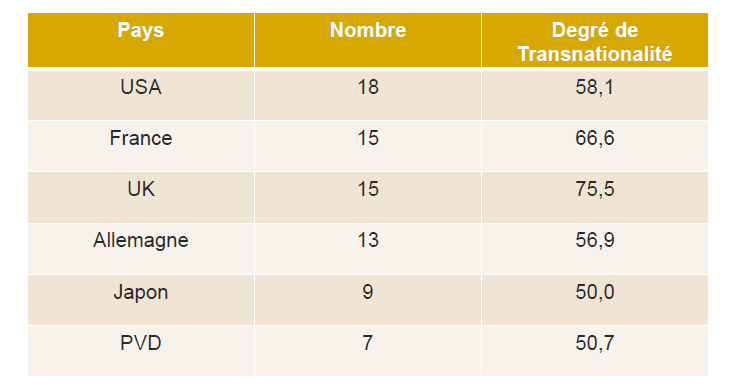 Pays Nombre Degré de
Transnationalité
USA 18 58,1
France 15 66,6
UK 15 75,5
Allemagne 13 56,9
Japon 9 50,0
PVD 7 50,7